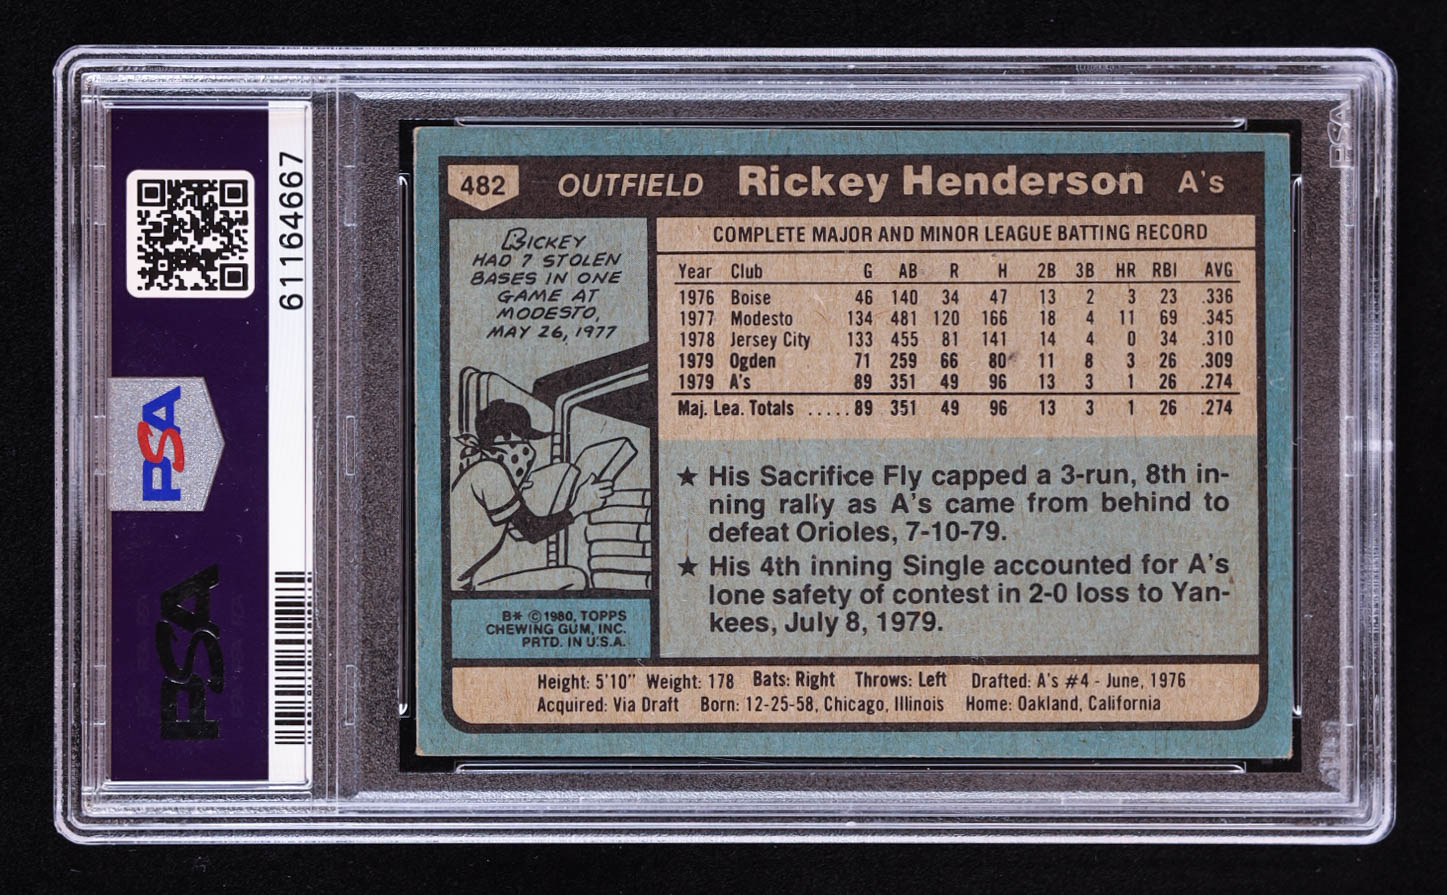 61164667
PSA
PSA
PSA
482 OUTFIELD Rickey Henderson A's
RICKEY
HAD 7 STOLEN
BASES IN ONE
GAME AT
MODESTO,
MAY 26, 1977
B* ©1980, TOPPS
CHEWING GUM, INC.
PRTD. IN U.S.A.
COMPLETE MAJOR AND MINOR LEAGUE BATTING RECORD
Year Club G AB R H 2B 3B HR RBI AVG
1976 Boise 46 140 34 47 13 2 3 23 .336
1977 Modesto 134 481 120 166 18 4 11 69 .345
1978 Jersey City 133 455 81 141 14 4 0 34 .310
1979 Ogden 71 259 66 80 11 8 3 26 .309
1979 A's 89 351 49 96 13 3 1 26 .274
Maj. Lea. Totals .....89 351 49 96 13 3 1 26 .274
★ His Sacrifice Fly capped a 3-run, 8th in-
ning rally as A's came from behind to
defeat Orioles, 7-10-79.
★ His 4th inning Single accounted for A's
lone safety of contest in 2-0 loss to Yan-
kees, July 8, 1979.
Height: 5'10" Weight: 178 Bats: Right Throws: Left Drafted: A's #4 - June, 1976
Acquired: Via Draft Born: 12-25-58, Chicago, Illinois Home: Oakland, California